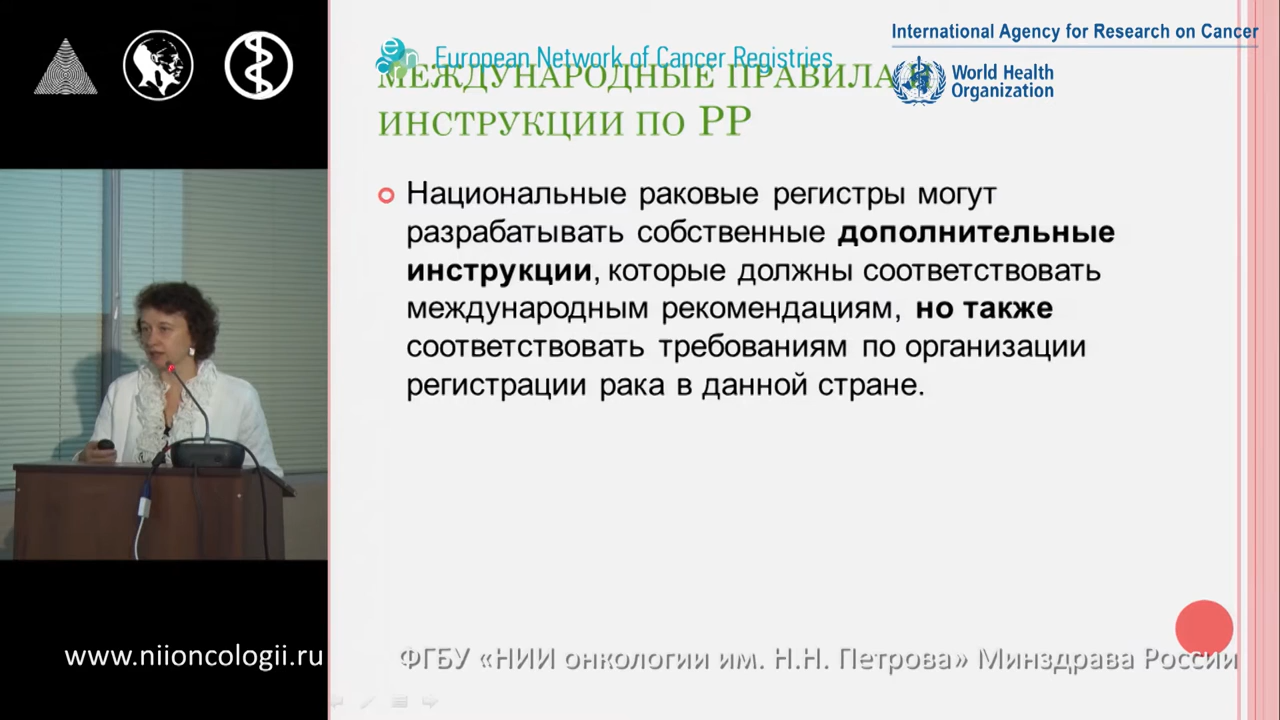 International Agency for Research on Cancer
European Network of Cancer Registries
World Health
Organization
МЕЖДУНАРОДНЫЕ ПРАВИЛА И
ИНСТРУКЦИИ ПО РР
Национальные раковые регистры могут
разрабатывать собственные дополнительные
инструкции, которые должны соответствовать
международным рекомендациям, но также
соответствовать требованиям по организации
регистрации рака в данной стране.
www.niioncologii.ru
ФГБУ «НИИ онкологии им. Н.Н. Петрова» Минздрава России